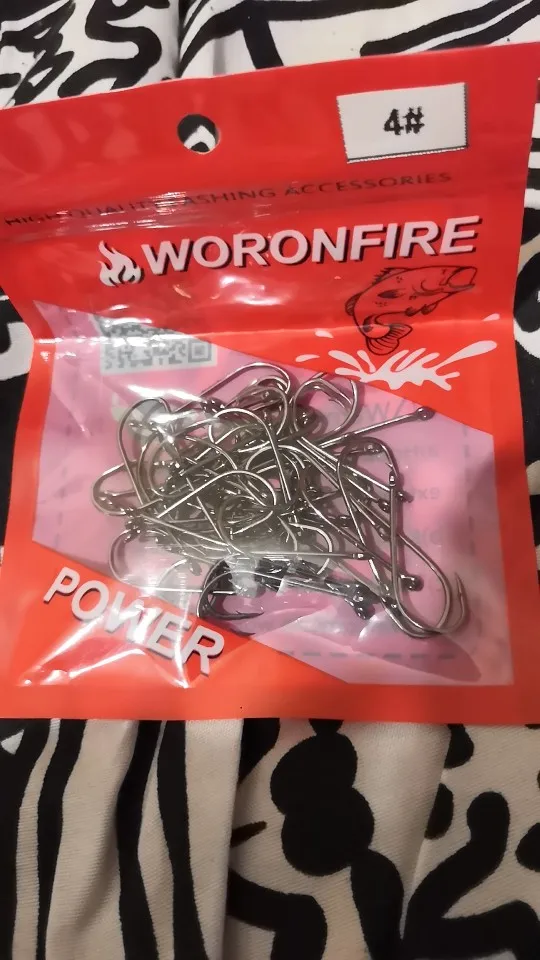 4#
HIGH QUALITY FISHING ACCESSORIES
WORONFIRE
POWER